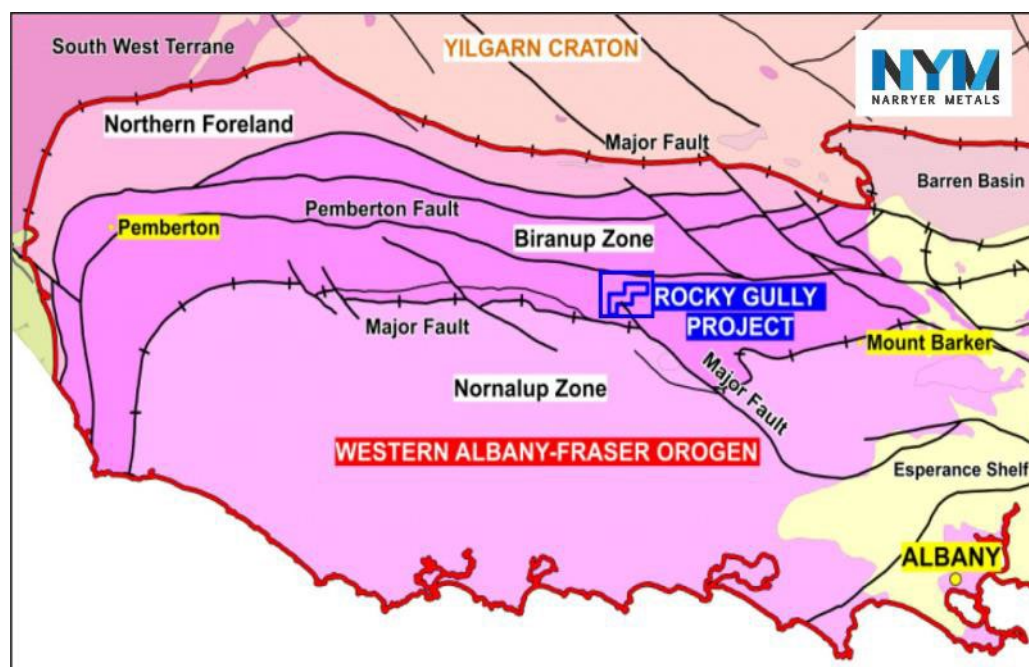 South West Terrane
YILGARN CRATON
NYM
NARRYER METALS
Northern Foreland
Major Fault
Barren Basin
Pemberton Fault
Pemberton
Biranup Zone
ROCKY GULLY
PROJECT
Major Fault
Mount Barker
Major Fault
Nornalup Zone
WESTERN ALBANY-FRASER OROGEN
Esperance Shelf
ALBANY